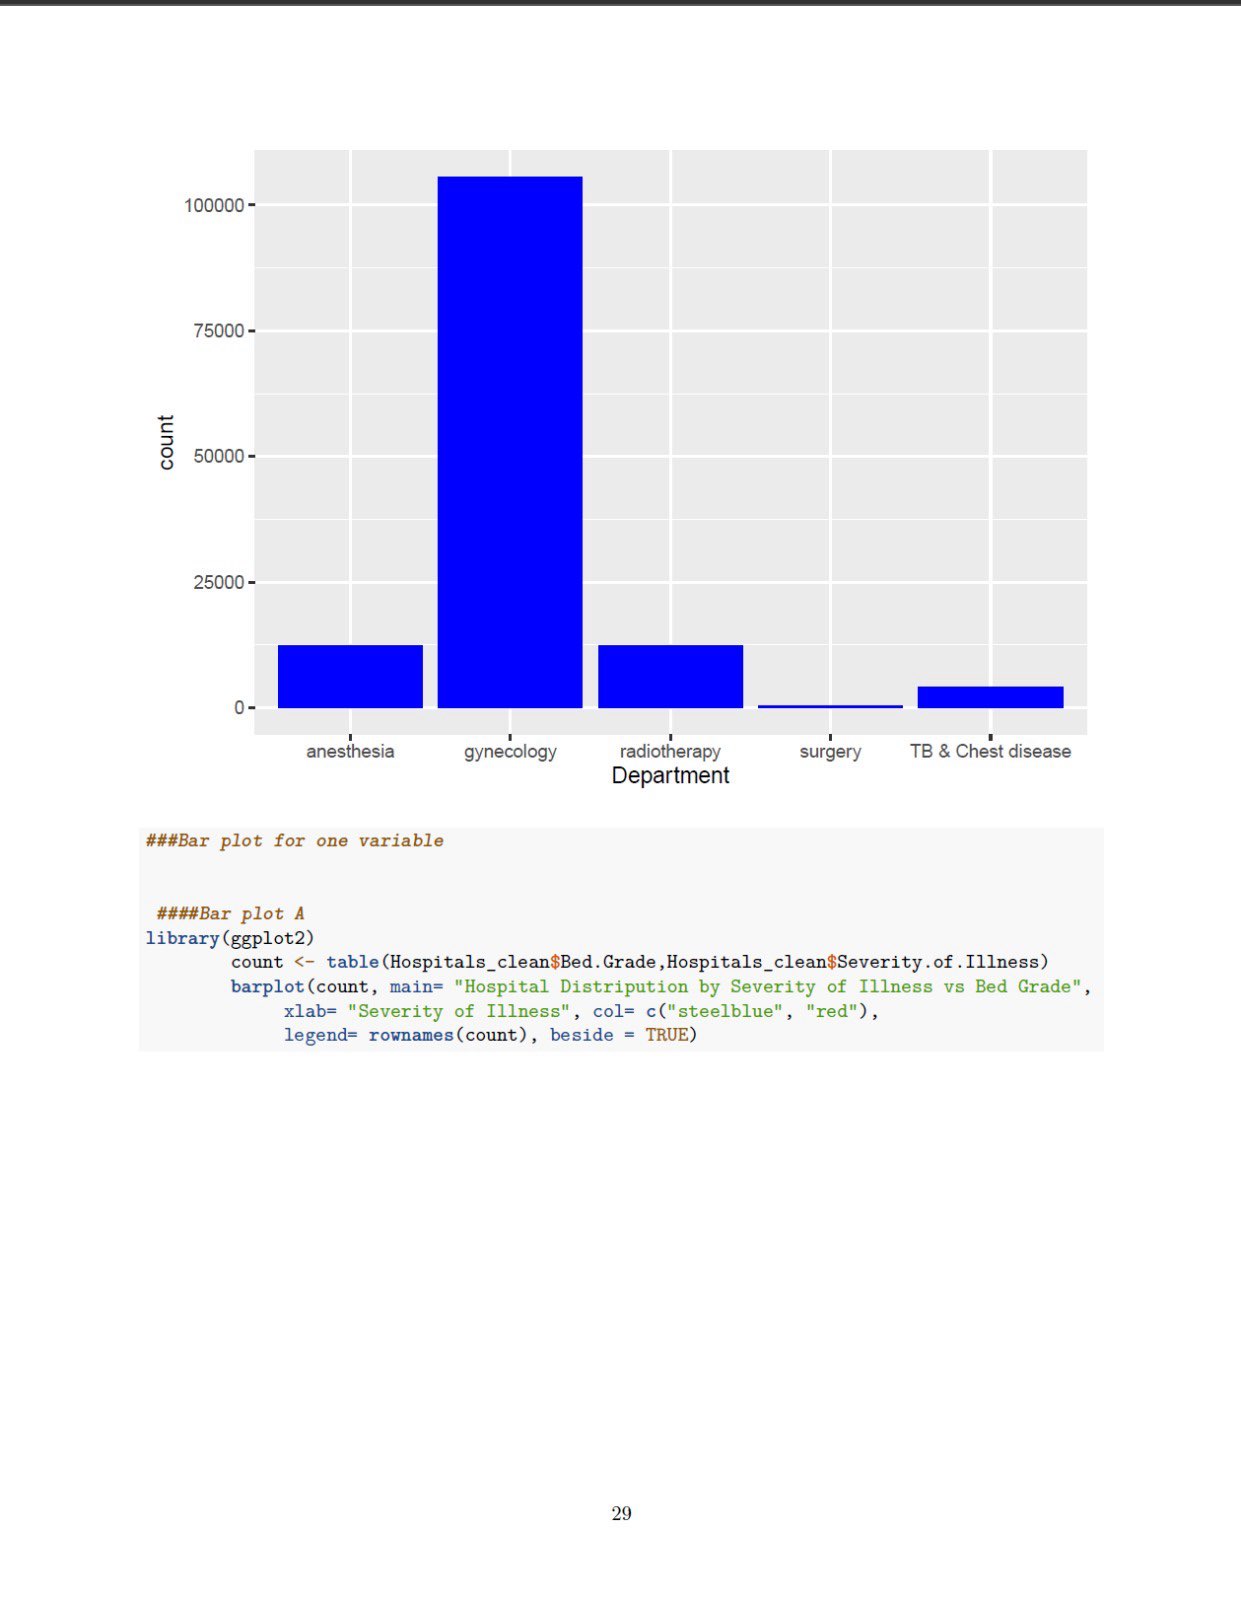 100000
75000
50000
25000
0
count
anesthesia gynecology radiotherapy surgery TB & Chest disease
Department
###Bar plot for one variable
####Bar plot A
library(ggplot2)
count <- table(Hospitals_clean$Bed.Grade,Hospitals_clean$Severity.of.Illness)
barplot(count, main= "Hospital Distripution by Severity of Illness vs Bed Grade",
xlab= "Severity of Illness", col= c("steelblue", "red"),
legend= rownames(count), beside = TRUE)
29